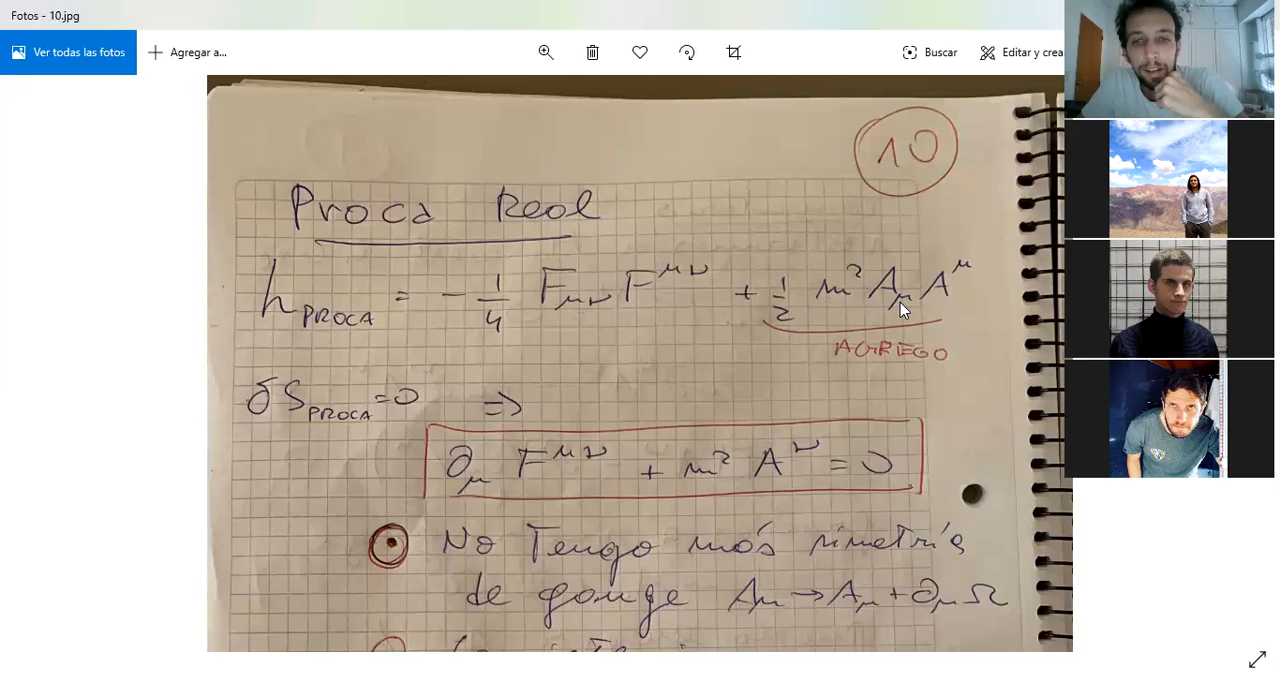 Fotos - 10.jpg
Ver todas las fotos
Agregar a...
Buscar
Editar y crea
10
Proca Real
ℒ_PROCA = - 1/4 F_μν F^μν + 1/2 m² A_μ A^μ
AGREGO
δS_PROCA = 0 ⇒
∂_μ F^μν + m² A^ν = 0
No Tengo más simetría
de gauge A_μ → A_μ + ∂_μ Ω